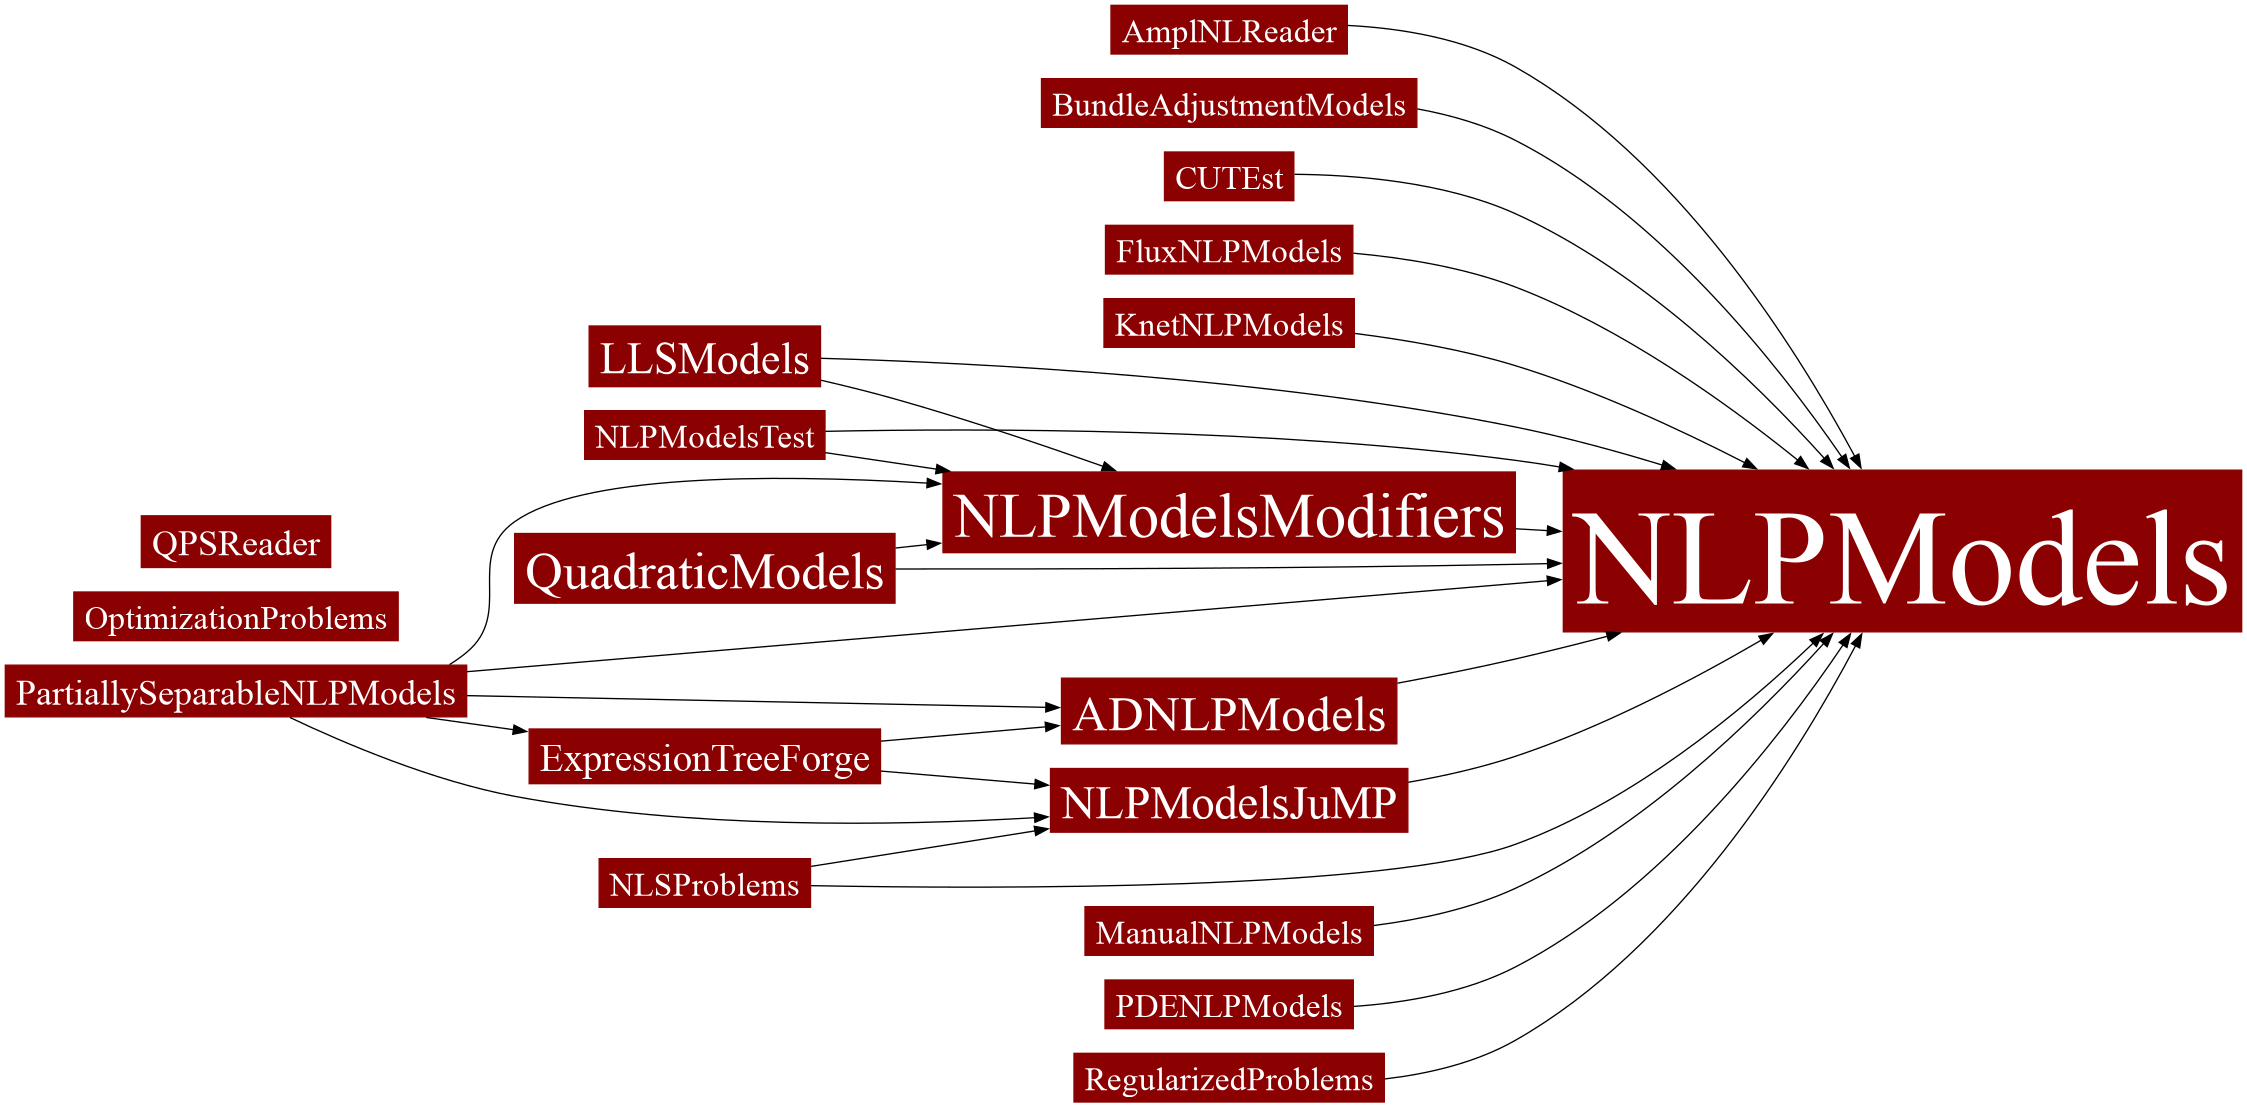 AmplNLReader
BundleAdjustmentModels
CUTEst
FluxNLPModels
KnetNLPModels
LLSModels
NLPModelsTest
NLPModelsModifiers
NLPModels
QPSReader
QuadraticModels
OptimizationProblems
PartiallySeparableNLPModels
ADNLPModels
ExpressionTreeForge
NLPModelsJuMP
NLSProblems
ManualNLPModels
PDENLPModels
RegularizedProblems